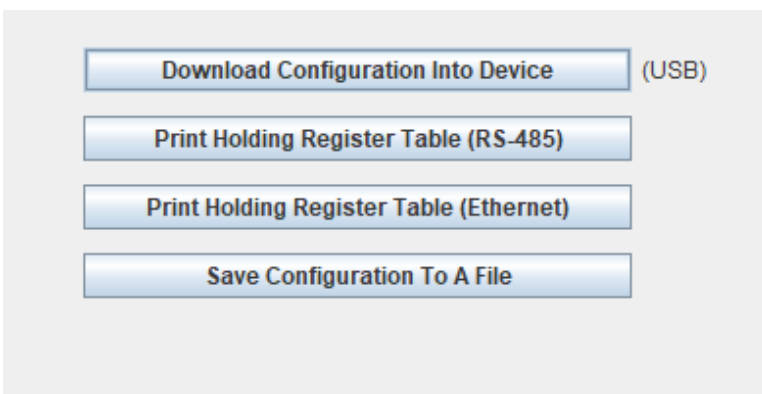 Download Configuration Into Device (USB)
Print Holding Register Table (RS-485)
Print Holding Register Table (Ethernet)
Save Configuration To A File